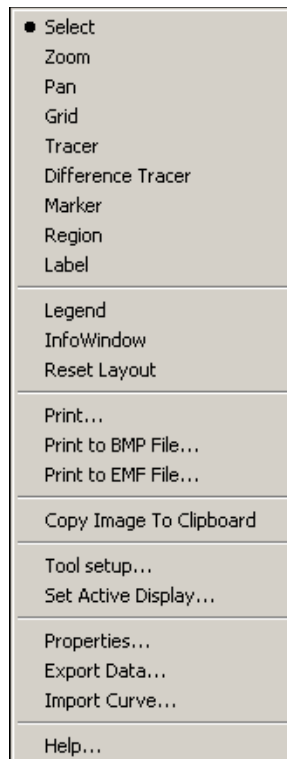 Select
Zoom
Pan
Grid
Tracer
Difference Tracer
Marker
Region
Label
Legend
InfoWindow
Reset Layout
Print...
Print to BMP File...
Print to EMF File...
Copy Image To Clipboard
Tool setup...
Set Active Display...
Properties...
Export Data...
Import Curve...
Help...